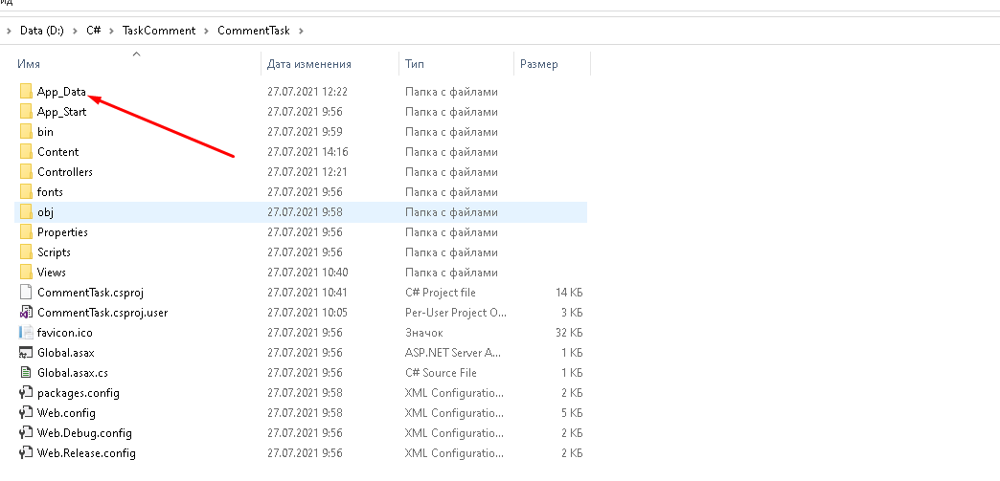 ид
Data (D:) > C# > TaskComment > CommentTask >
Имя Дата изменения Тип Размер
App_Data 27.07.2021 12:22 Папка с файлами
App_Start 27.07.2021 9:56 Папка с файлами
bin 27.07.2021 9:59 Папка с файлами
Content 27.07.2021 14:16 Папка с файлами
Controllers 27.07.2021 12:21 Папка с файлами
fonts 27.07.2021 9:56 Папка с файлами
obj 27.07.2021 9:58 Папка с файлами
Properties 27.07.2021 9:56 Папка с файлами
Scripts 27.07.2021 9:56 Папка с файлами
Views 27.07.2021 10:40 Папка с файлами
CommentTask.csproj 27.07.2021 10:41 C# Project file 14 КБ
CommentTask.csproj.user 27.07.2021 10:05 Per-User Project O... 3 КБ
favicon.ico 27.07.2021 9:56 Значок 32 КБ
Global.asax 27.07.2021 9:56 ASP.NET Server A... 1 КБ
Global.asax.cs 27.07.2021 9:56 C# Source File 1 КБ
packages.config 27.07.2021 9:58 XML Configuratio... 2 КБ
Web.config 27.07.2021 9:58 XML Configuratio... 5 КБ
Web.Debug.config 27.07.2021 9:56 XML Configuratio... 2 КБ
Web.Release.config 27.07.2021 9:56 XML Configuratio... 2 КБ